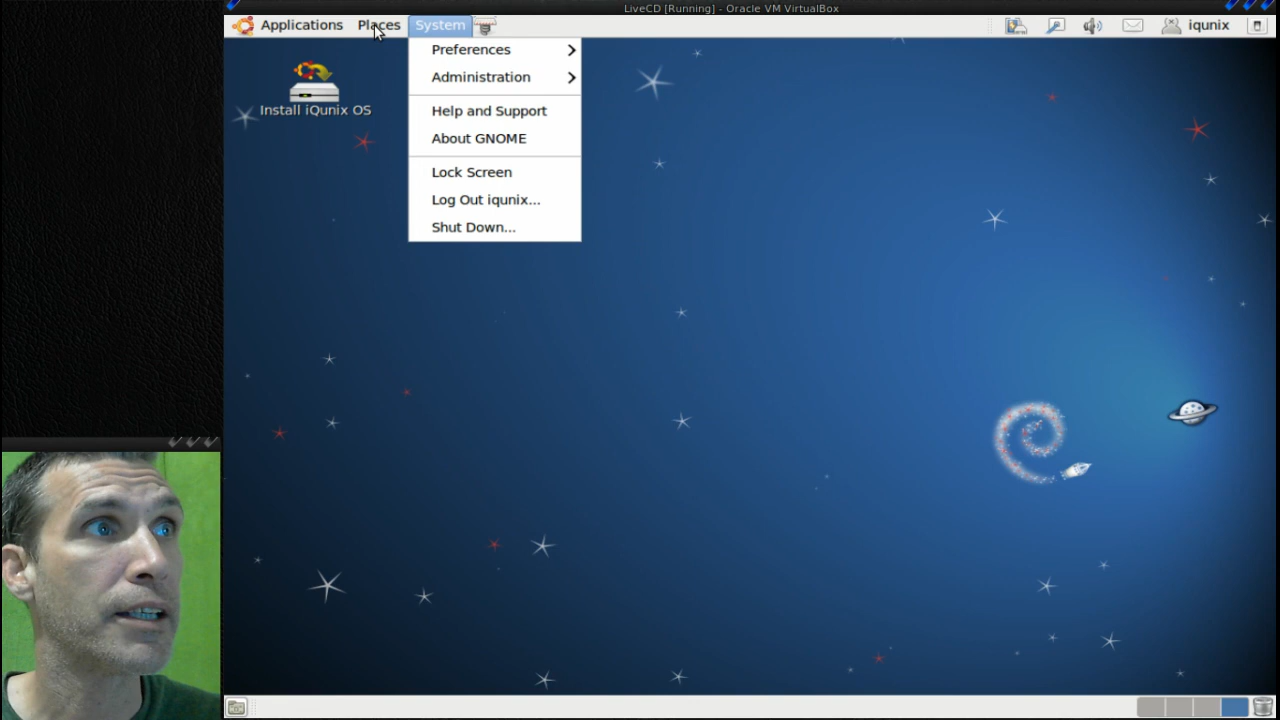 LiveCD [Running] - Oracle VM VirtualBox
Applications Places System iqunix
Install iQunix OS
Preferences
Administration
Help and Support
About GNOME
Lock Screen
Log Out iqunix...
Shut Down...